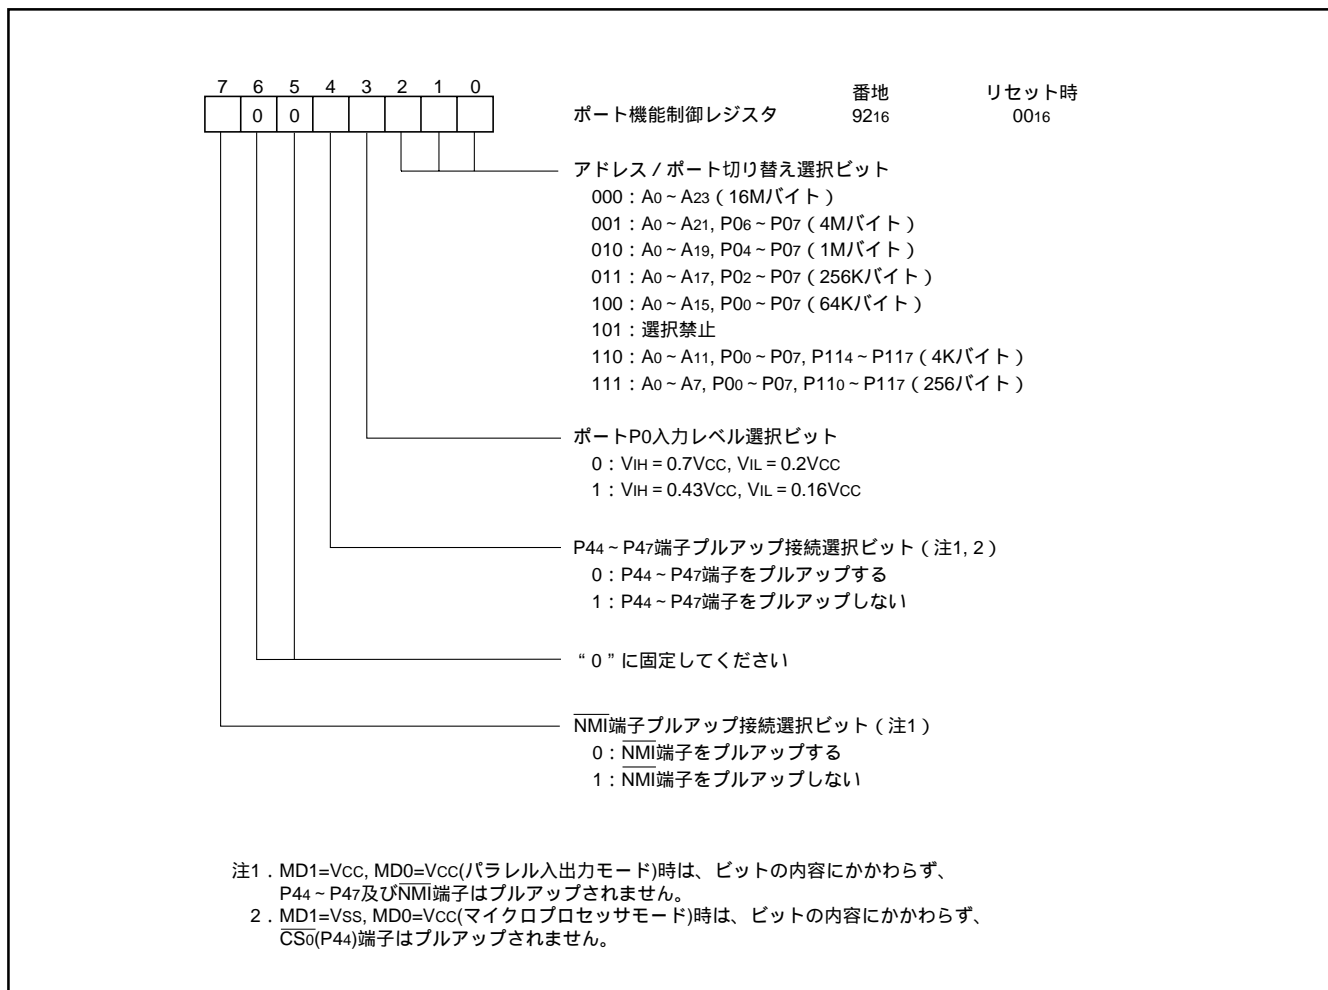 7 6 5 4 3 2 1 0
0 0
ポート機能制御レジスタ 番地 9216 リセット時 0016
アドレス / ポート切り替え選択ビット
000 : A0 ~ A23 ( 16Mバイト )
001 : A0 ~ A21, P06 ~ P07 ( 4Mバイト )
010 : A0 ~ A19, P04 ~ P07 ( 1Mバイト )
011 : A0 ~ A17, P02 ~ P07 ( 256Kバイト )
100 : A0 ~ A15, P00 ~ P07 ( 64Kバイト )
101 : 選択禁止
110 : A0 ~ A11, P00 ~ P07, P114 ~ P117 ( 4Kバイト )
111 : A0 ~ A7, P00 ~ P07, P110 ~ P117 ( 256バイト )
ポートP0入力レベル選択ビット
0 : VIH = 0.7VCC, VIL = 0.2VCC
1 : VIH = 0.43VCC, VIL = 0.16VCC
P44 ~ P47端子プルアップ接続選択ビット ( 注1, 2 )
0 : P44 ~ P47端子をプルアップする
1 : P44 ~ P47端子をプルアップしない
“ 0 ” に固定してください
NMI端子プルアップ接続選択ビット ( 注1 )
0 : NMI端子をプルアップする
1 : NMI端子をプルアップしない
注1 . MD1=VCC, MD0=VCC(パラレル入出力モード)時は、ビットの内容にかかわらず、
P44 ~ P47及びNMI端子はプルアップされません。
2 . MD1=VSS, MD0=VCC(マイクロプロセッサモード)時は、ビットの内容にかかわらず、
CS0(P44)端子はプルアップされません。